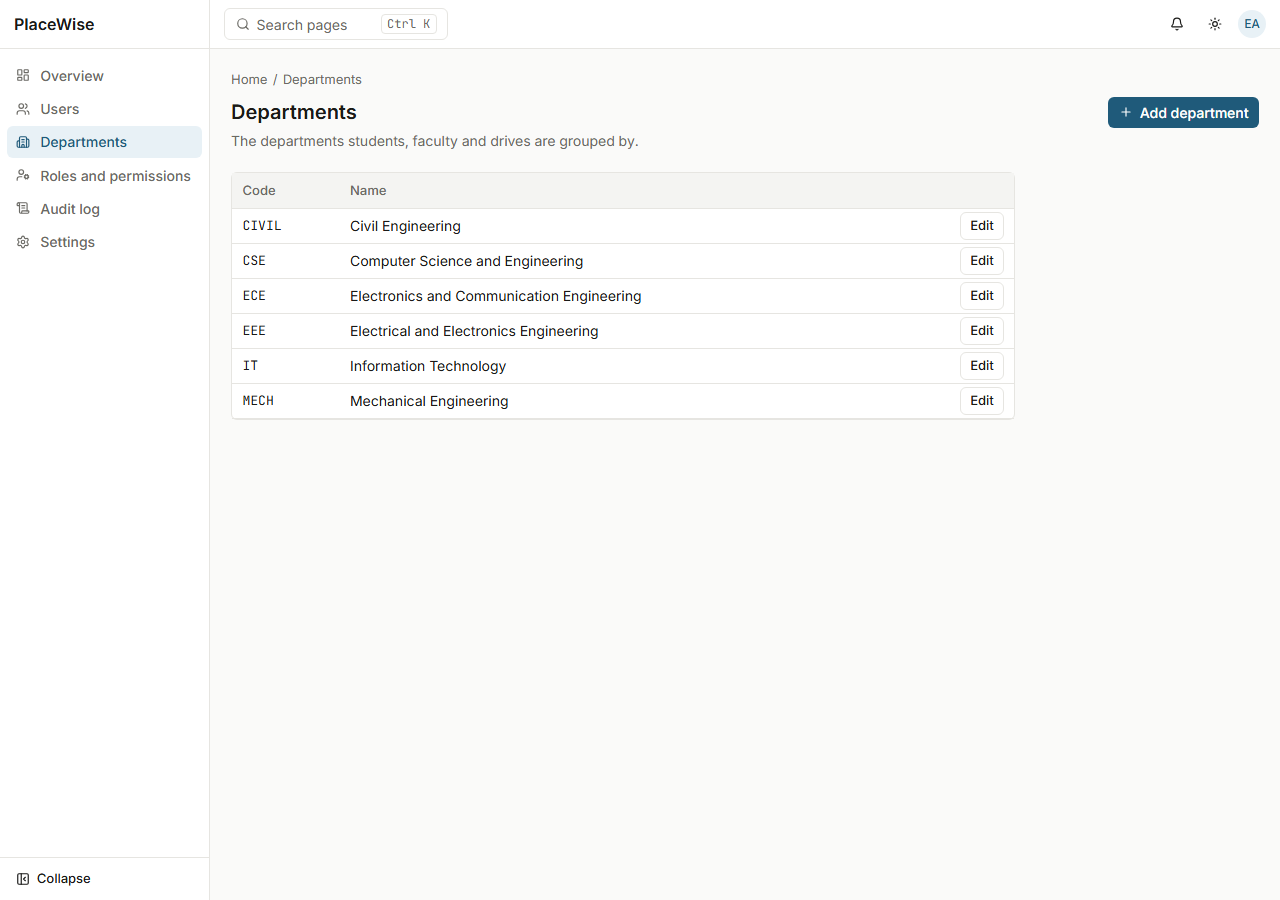 PlaceWise
Search pages
Ctrl K
EA
Overview
Users
Departments
Roles and permissions
Audit log
Settings
Collapse
Home / Departments
Departments
The departments students, faculty and drives are grouped by.
+ Add department
Code Name
CIVIL Civil Engineering Edit
CSE Computer Science and Engineering Edit
ECE Electronics and Communication Engineering Edit
EEE Electrical and Electronics Engineering Edit
IT Information Technology Edit
MECH Mechanical Engineering Edit